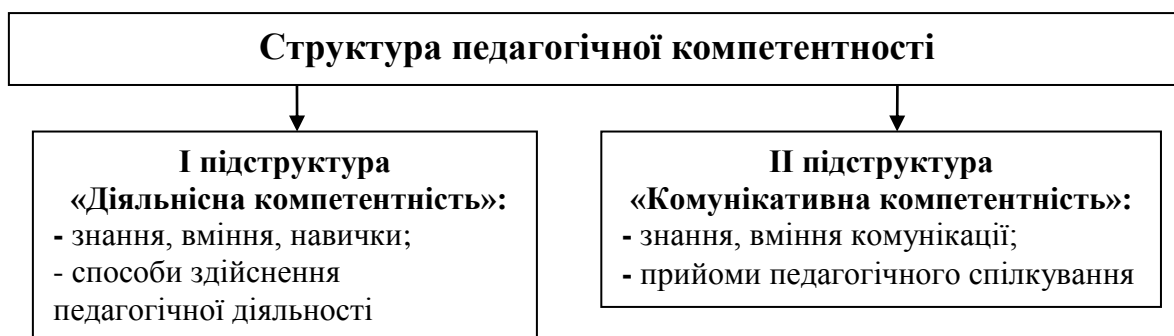 Структура педагогічної компетентності
І підструктура
«Діяльнісна компетентність»:
- знання, вміння, навички;
- способи здійснення
педагогічної діяльності
ІІ підструктура
«Комунікативна компетентність»:
- знання, вміння комунікації;
- прийоми педагогічного спілкування